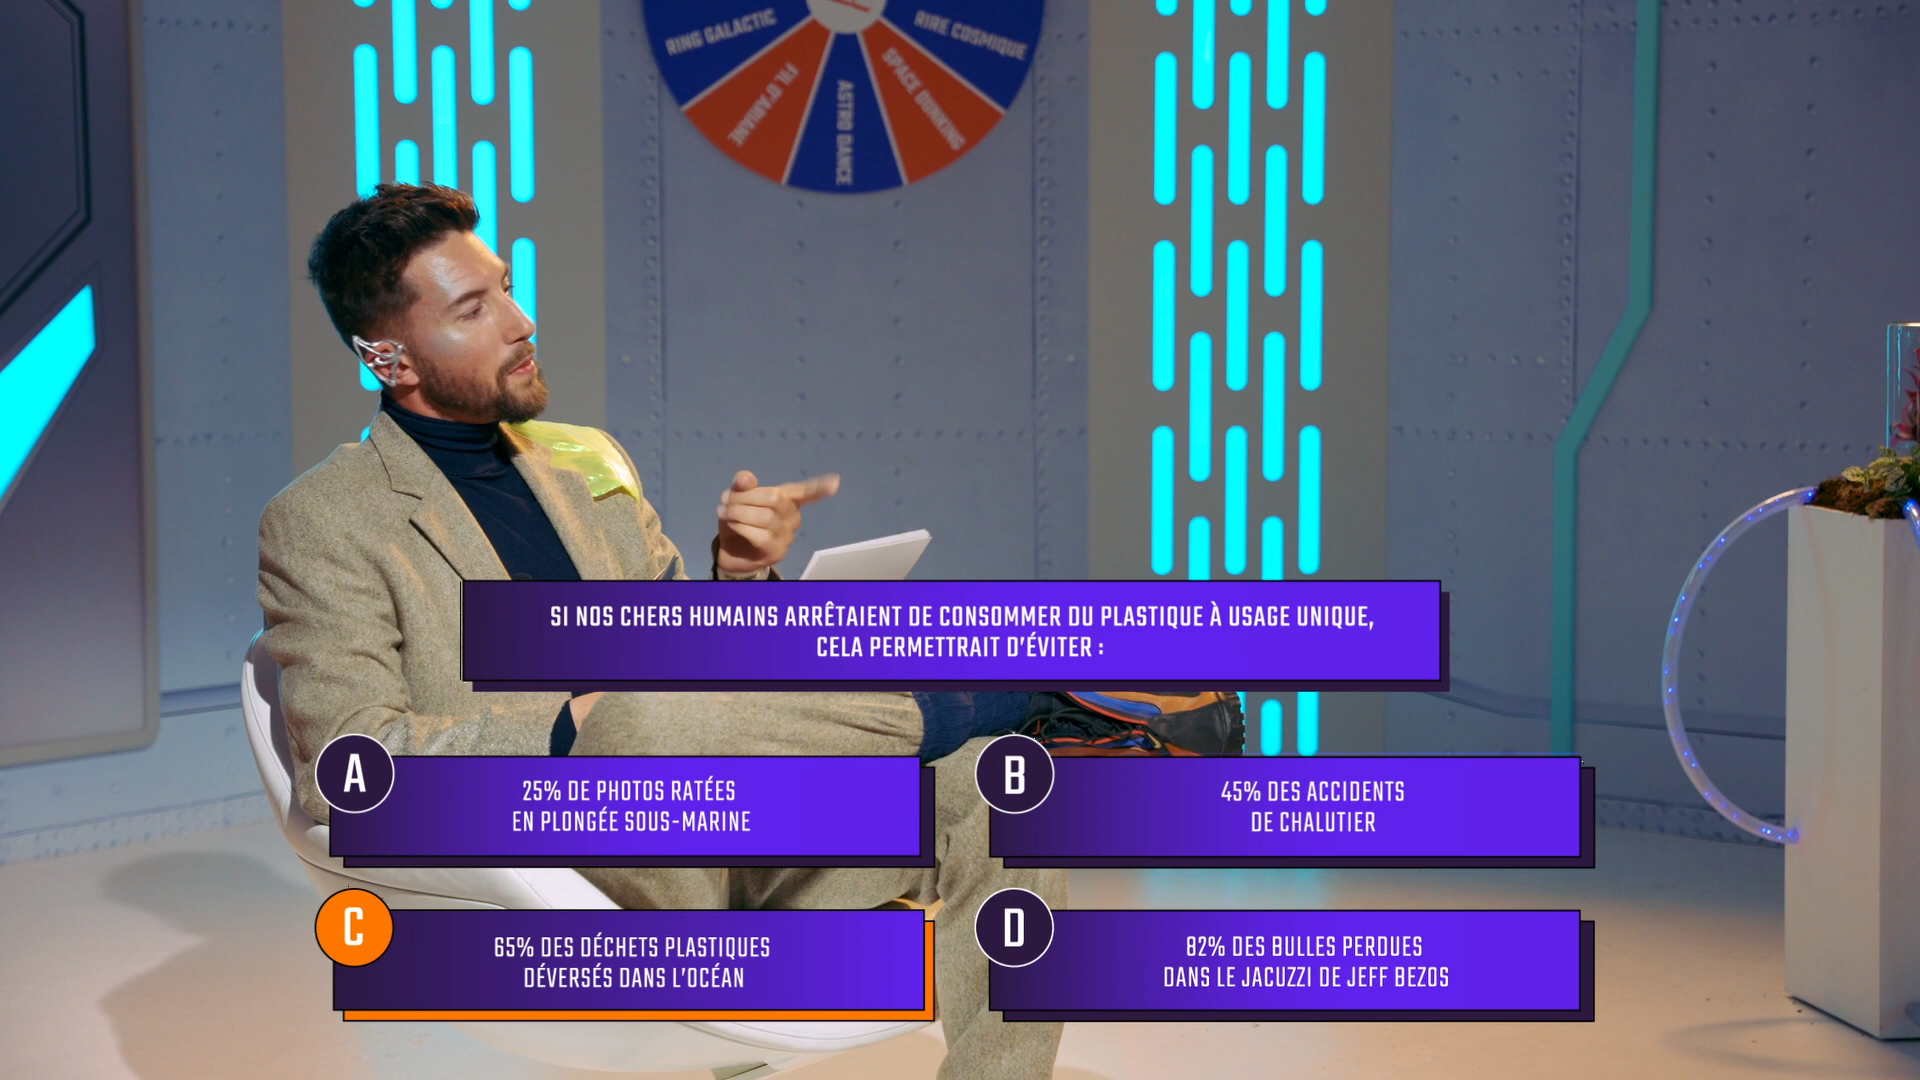 RING GALACTIC
FIL D'ARIANE
ASTRO DANCE
SPACE DUNKING
RIRE COSMIQUE
SI NOS CHERS HUMAINS ARRÊTAIENT DE CONSOMMER DU PLASTIQUE À USAGE UNIQUE,
CELA PERMETTRAIT D'ÉVITER :
A
25% DE PHOTOS RATÉES
EN PLONGÉE SOUS-MARINE
B
45% DES ACCIDENTS
DE CHALUTIER
C
65% DES DÉCHETS PLASTIQUES
DÉVERSÉS DANS L'OCÉAN
D
82% DES BULLES PERDUES
DANS LE JACUZZI DE JEFF BEZOS